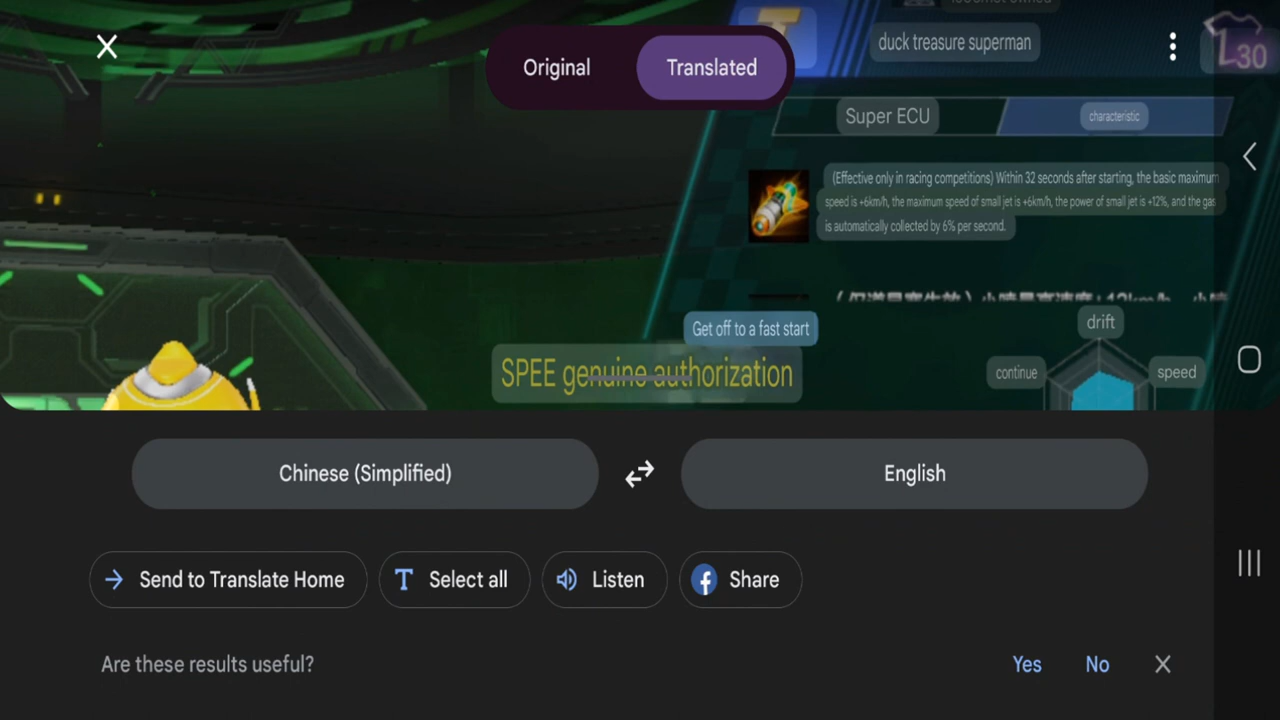 Original
Translated
duck treasure superman
L30
Super ECU
characteristic
(Effective only in racing competitions) Within 32 seconds after starting, the basic maximum
speed is +6km/h, the maximum speed of small jet is +6km/h, the power of small jet is +12%, and the gas
is automatically collected by 6% per second.
Get off to a fast start
SPEE genuine authorization
drift
continue
speed
Chinese (Simplified)
English
Send to Translate Home
Select all
Listen
Share
Are these results useful?
Yes
No